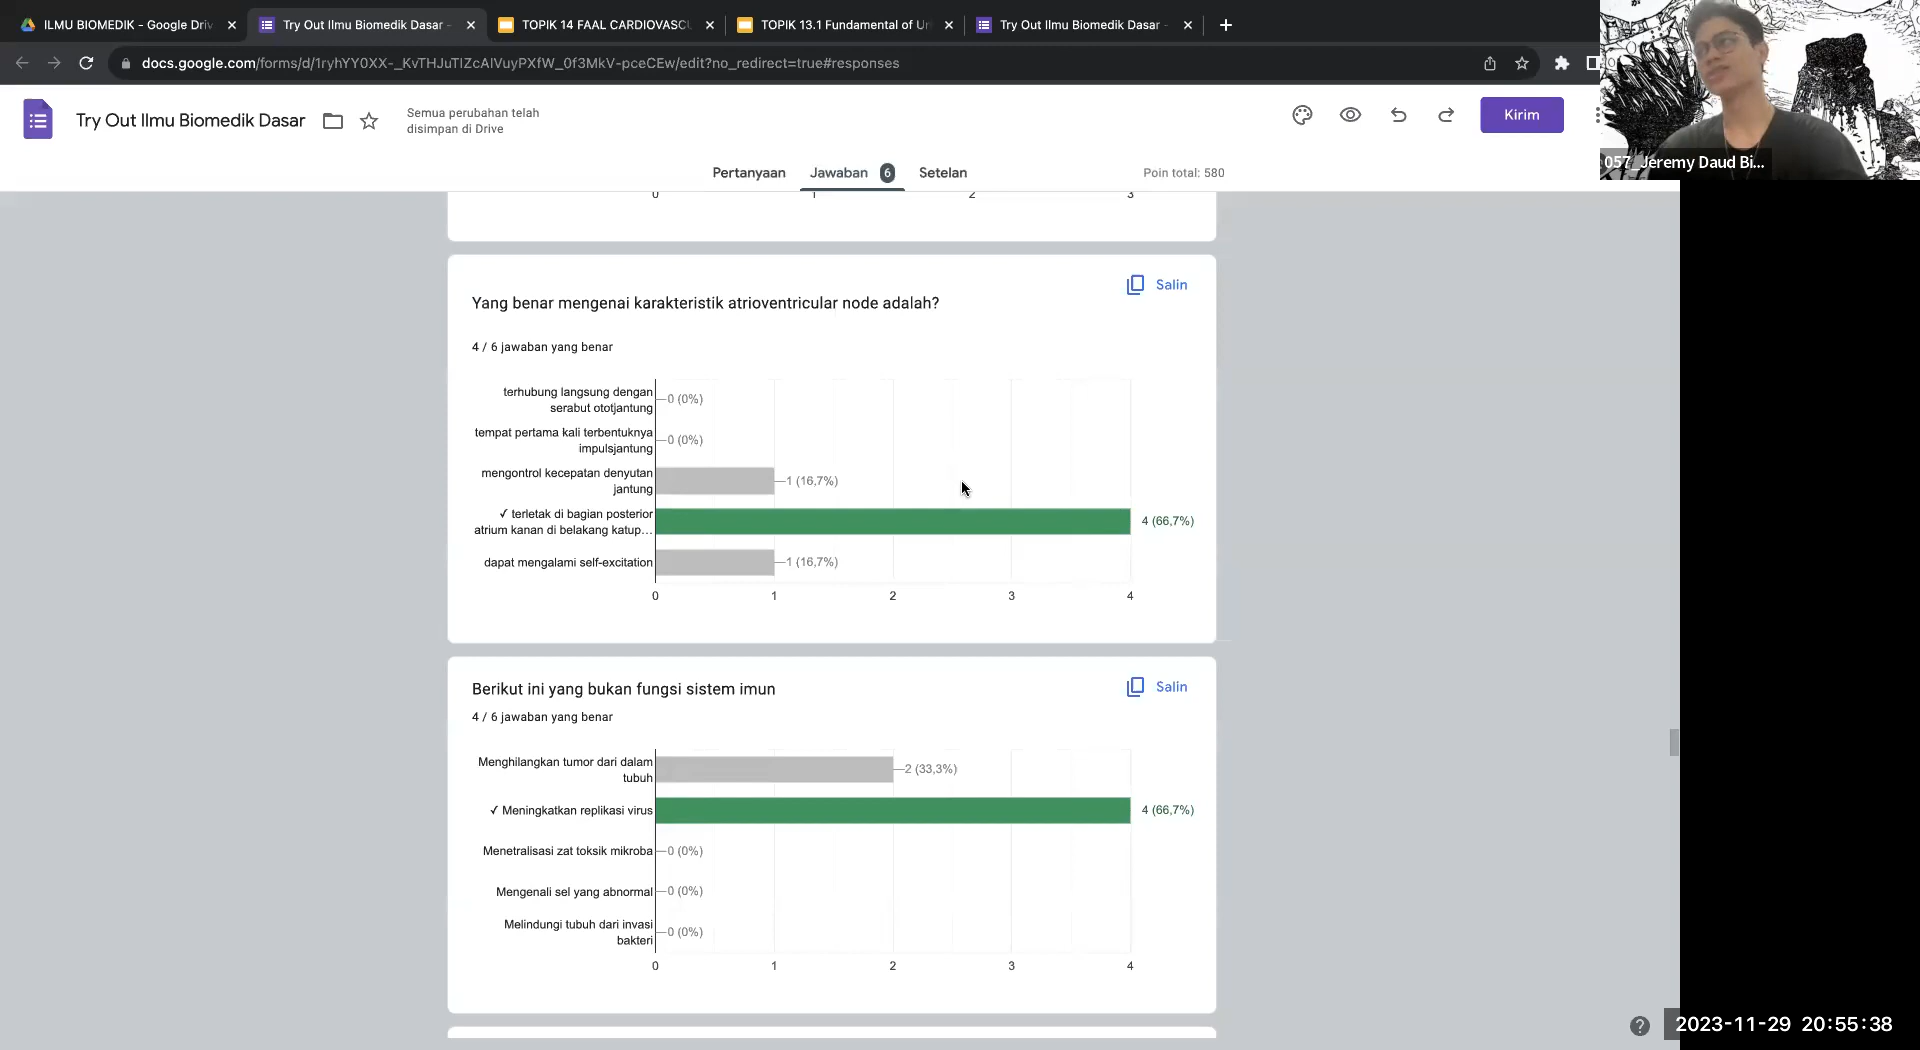 ILMU BIOMEDIK - Google Driv
Try Out Ilmu Biomedik Dasar -
TOPIK 14 FAAL CARDIOVASCU
TOPIK 13.1 Fundamental of Un
Try Out Ilmu Biomedik Dasar -
docs.google.com/forms/d/1ryhYY0XX-_KvTHJuTlZcAlVuyPXfW_0f3MkV-pceCEw/edit?no_redirect=true#responses
Try Out Ilmu Biomedik Dasar
Semua perubahan telah
disimpan di Drive
Kirim
057_Jeremy Daud Bi...
Pertanyaan
Jawaban 6
Setelan
Poin total: 580
0 1 2 3
Salin
Yang benar mengenai karakteristik atrioventricular node adalah?
4 / 6 jawaban yang benar
terhubung langsung dengan
serabut ototjantung
0 (0%)
tempat pertama kali terbentuknya
impulsjantung
0 (0%)
mengontrol kecepatan denyutan
jantung
1 (16,7%)
✓ terletak di bagian posterior
atrium kanan di belakang katup...
4 (66,7%)
dapat mengalami self-excitation
1 (16,7%)
0 1 2 3 4
Salin
Berikut ini yang bukan fungsi sistem imun
4 / 6 jawaban yang benar
Menghilangkan tumor dari dalam
tubuh
2 (33,3%)
✓ Meningkatkan replikasi virus
4 (66,7%)
Menetralisasi zat toksik mikroba
0 (0%)
Mengenali sel yang abnormal
0 (0%)
Melindungi tubuh dari invasi
bakteri
0 (0%)
0 1 2 3 4
2023-11-29 20:55:38